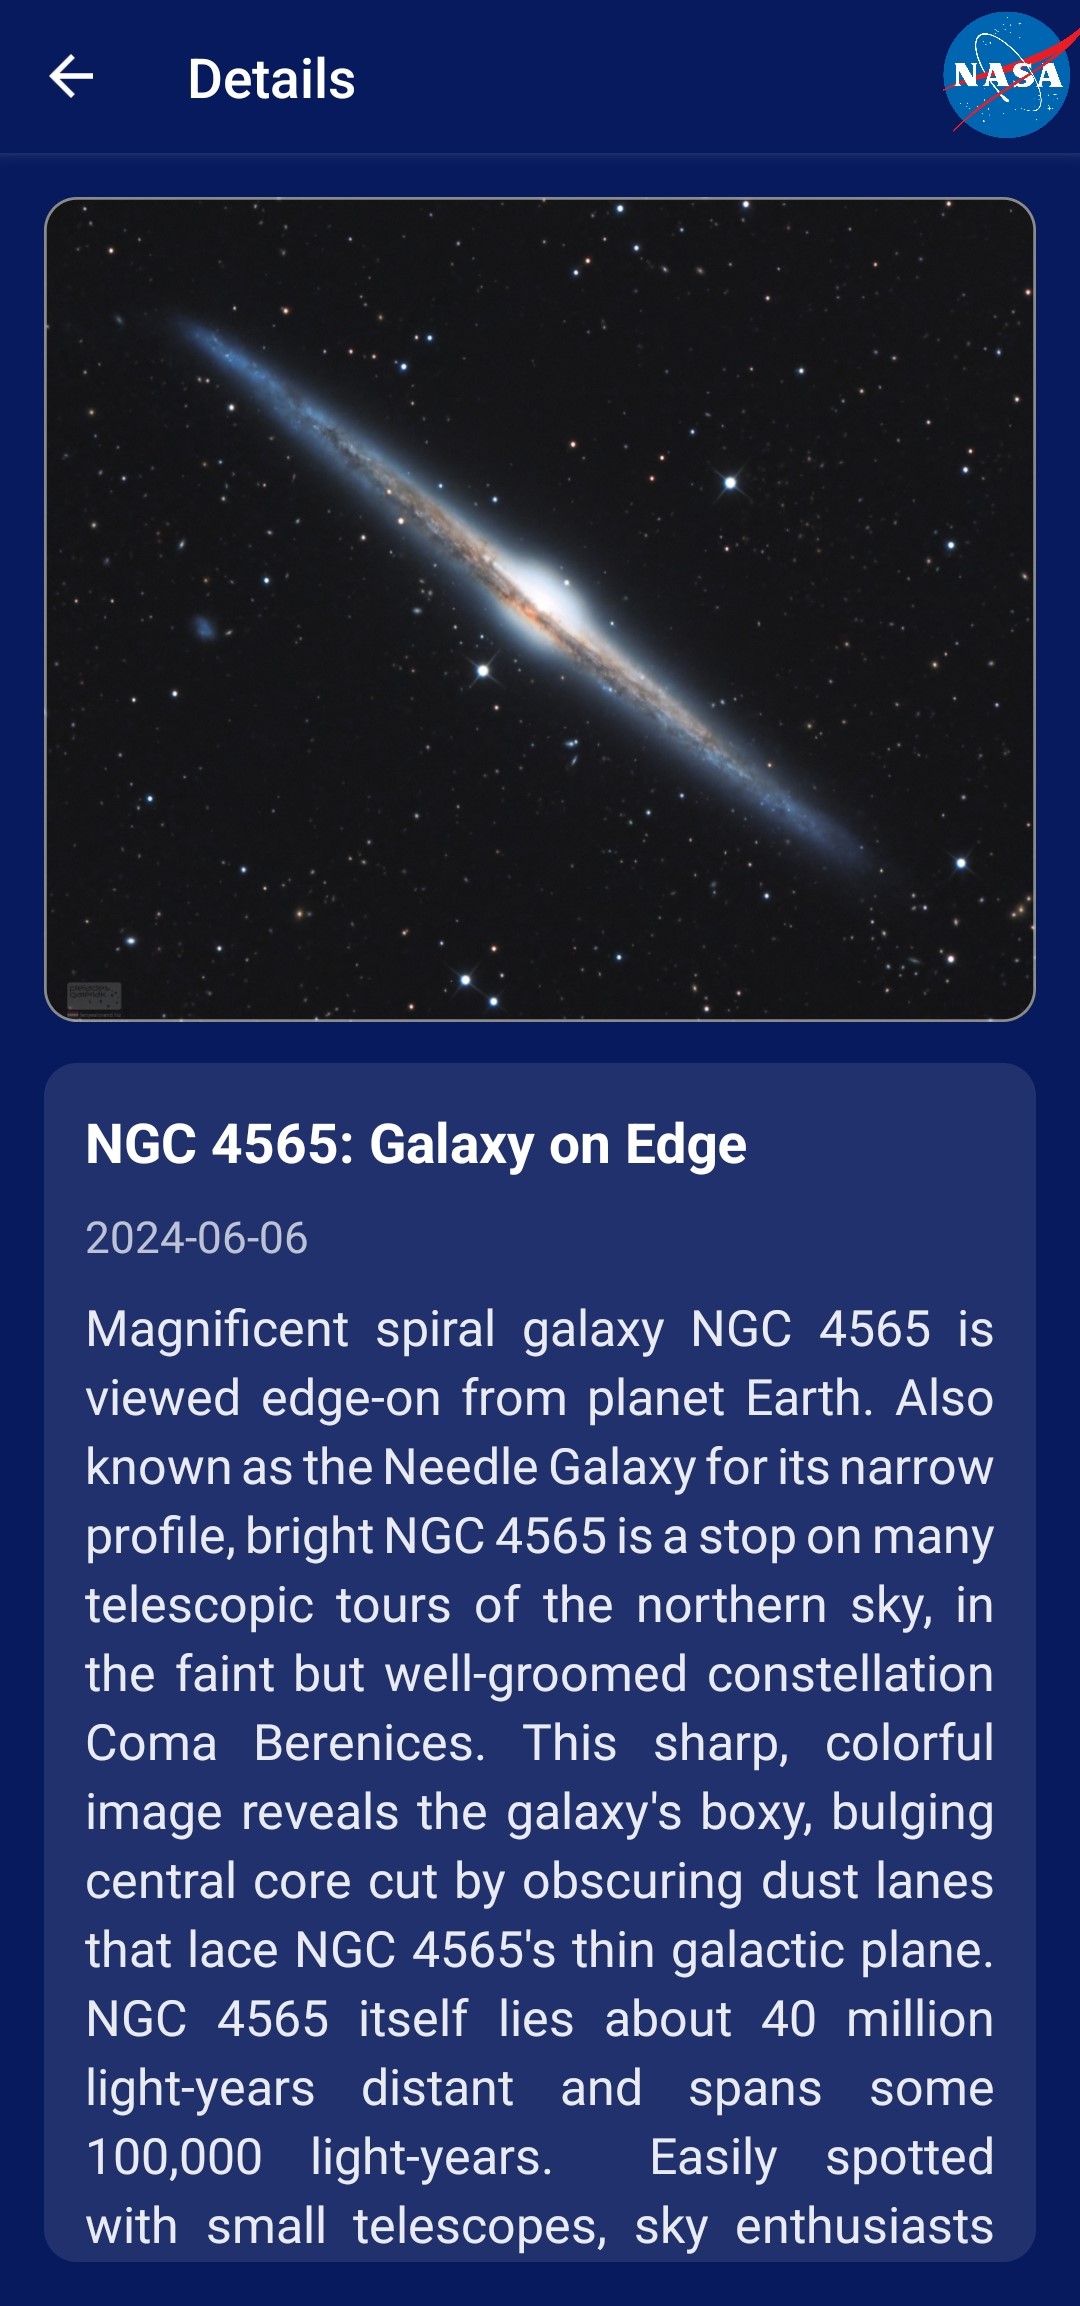 Details
NASA
NGC 4565: Galaxy on Edge
2024-06-06
Magnificent spiral galaxy NGC 4565 is
viewed edge-on from planet Earth. Also
known as the Needle Galaxy for its narrow
profile, bright NGC 4565 is a stop on many
telescopic tours of the northern sky, in
the faint but well-groomed constellation
Coma Berenices. This sharp, colorful
image reveals the galaxy's boxy, bulging
central core cut by obscuring dust lanes
that lace NGC 4565's thin galactic plane.
NGC 4565 itself lies about 40 million
light-years distant and spans some
100,000 light-years. Easily spotted
with small telescopes, sky enthusiasts